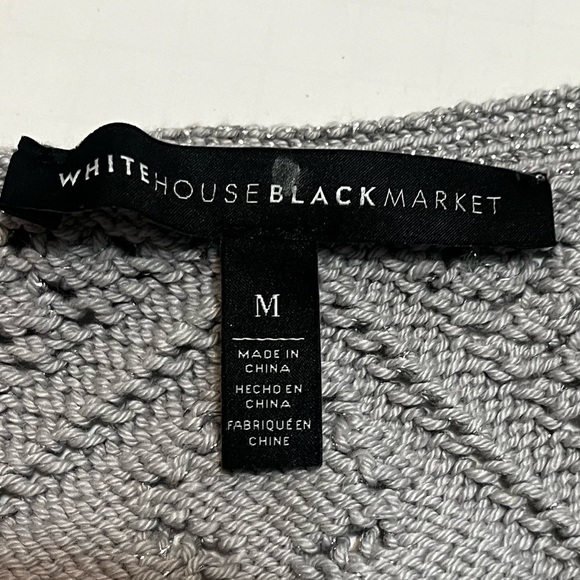 WHITEHOUSEBLACKMARKET
M
MADE IN
CHINA
HECHO EN
CHINA
FABRIQUÉ EN
CHINE